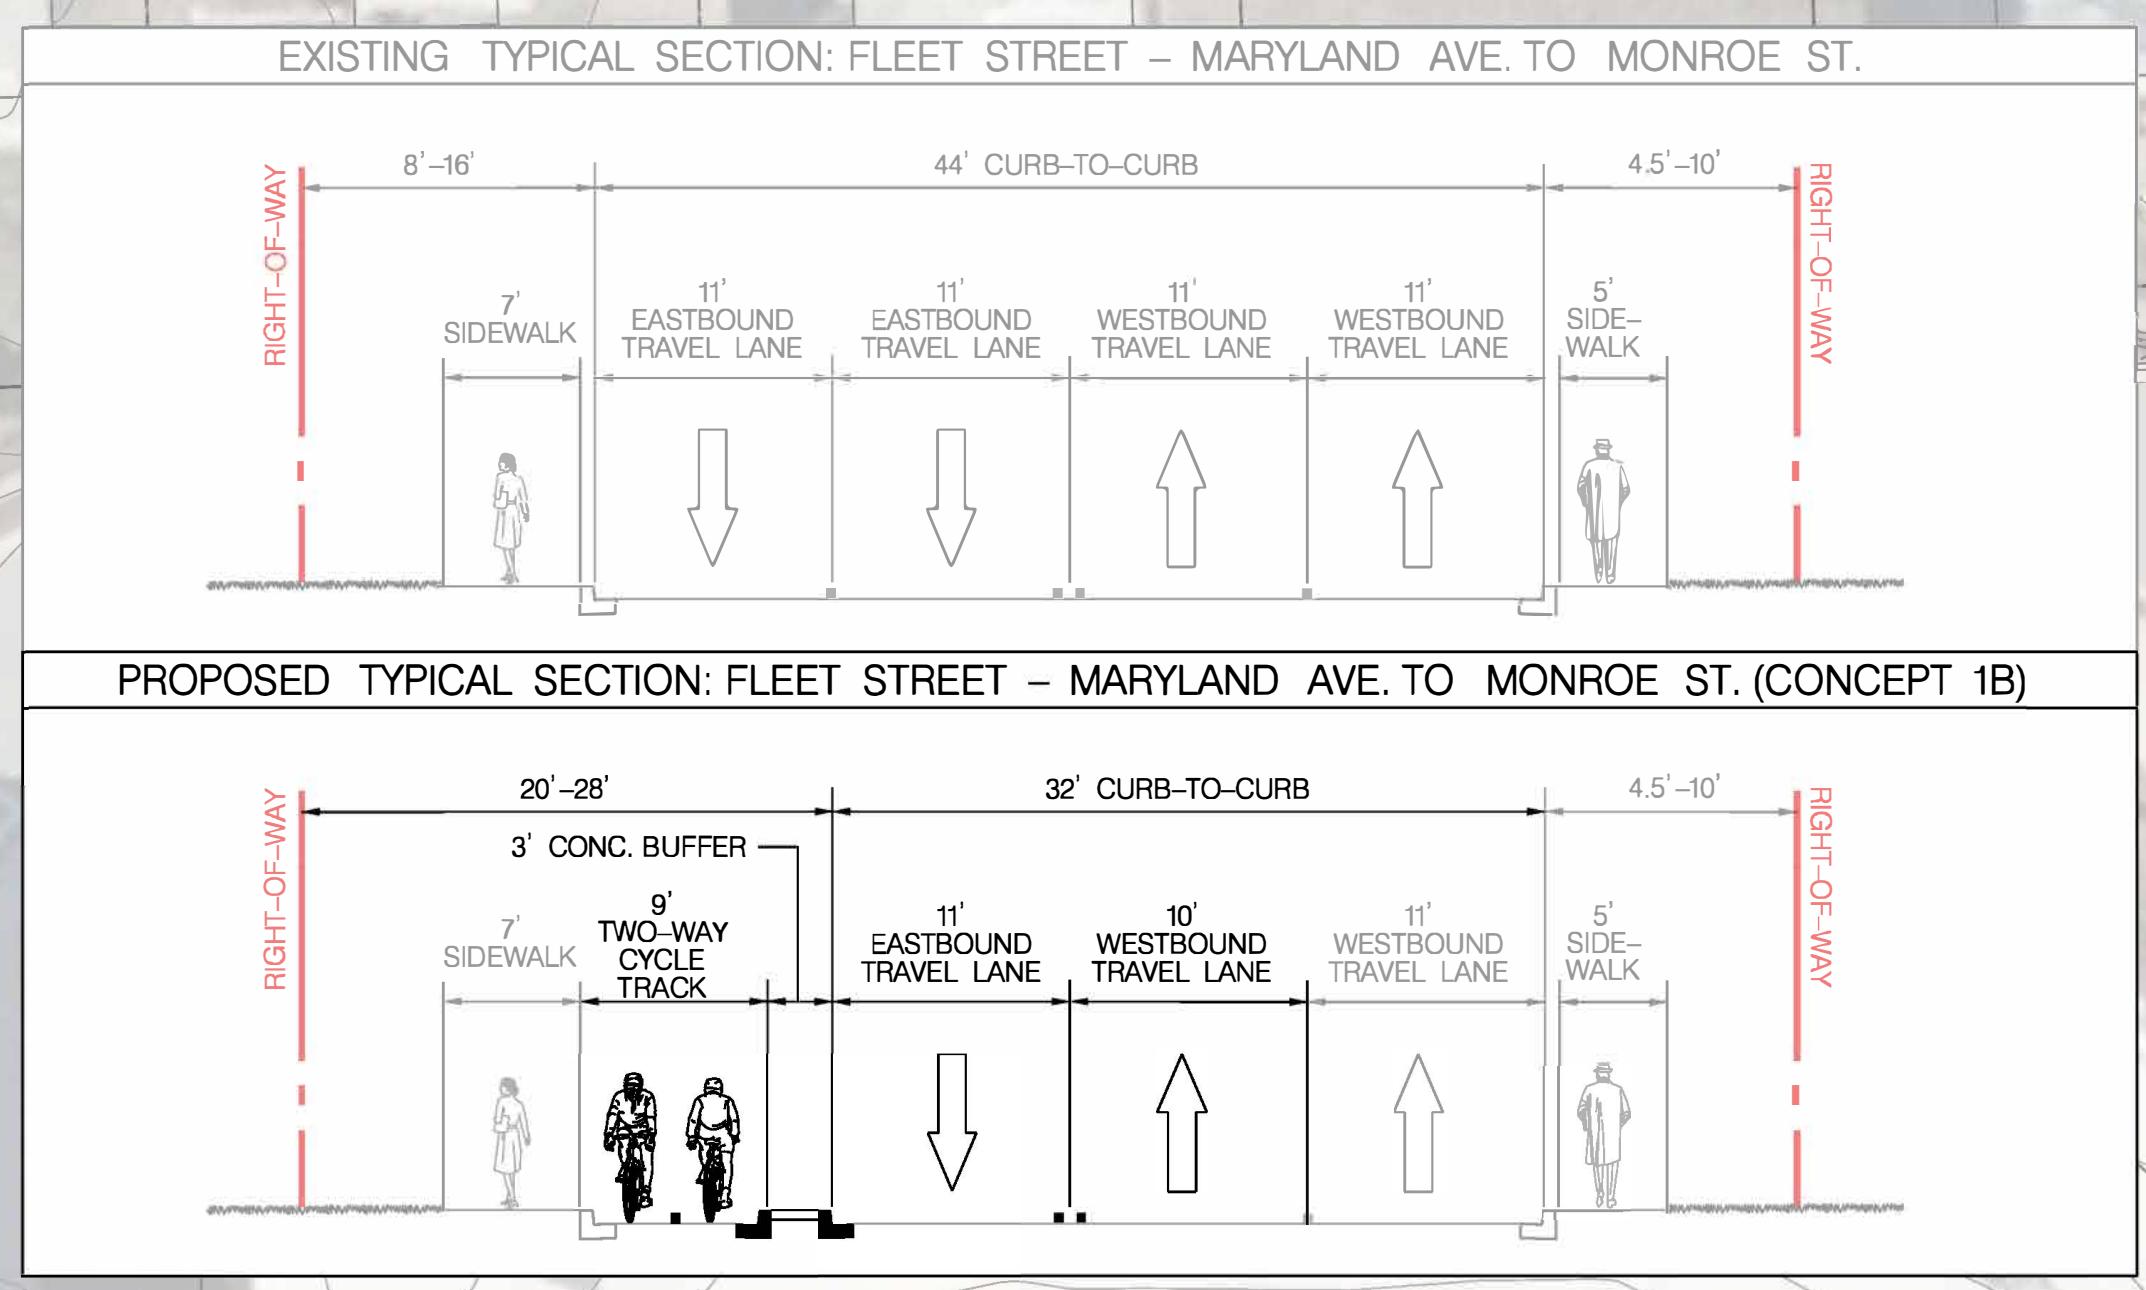 EXISTING TYPICAL SECTION: FLEET STREET – MARYLAND AVE. TO MONROE ST.
8'–16'
44' CURB–TO–CURB
4.5'–10'
RIGHT–OF–WAY
RIGHT–OF–WAY
7'
SIDEWALK
11'
EASTBOUND
TRAVEL LANE
11'
EASTBOUND
TRAVEL LANE
11'
WESTBOUND
TRAVEL LANE
11'
WESTBOUND
TRAVEL LANE
5'
SIDE–
WALK
PROPOSED TYPICAL SECTION: FLEET STREET – MARYLAND AVE. TO MONROE ST. (CONCEPT 1B)
20'–28'
32' CURB–TO–CURB
4.5'–10'
RIGHT–OF–WAY
RIGHT–OF–WAY
3' CONC. BUFFER
7'
SIDEWALK
9'
TWO–WAY
CYCLE
TRACK
11'
EASTBOUND
TRAVEL LANE
10'
WESTBOUND
TRAVEL LANE
11'
WESTBOUND
TRAVEL LANE
5'
SIDE–
WALK